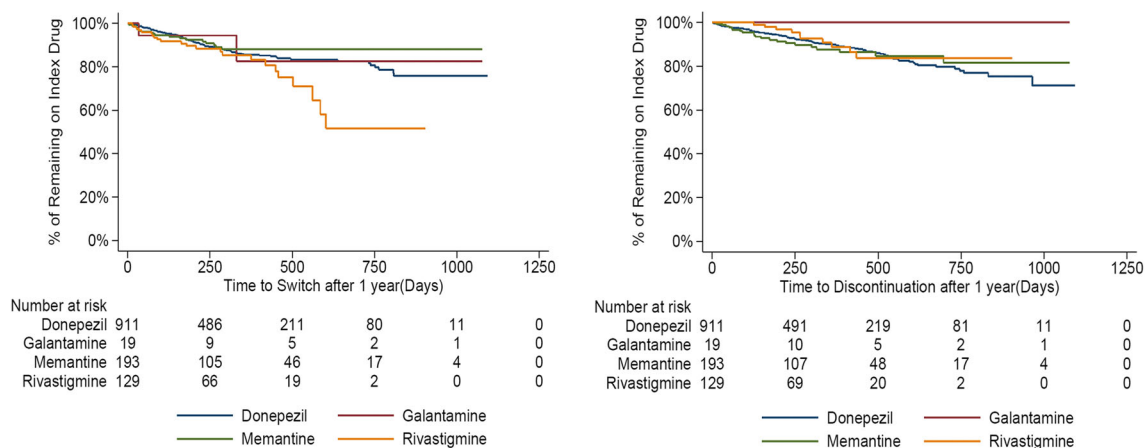 % of Remaining on Index Drug
100%
80%
60%
40%
20%
0%
0 250 500 750 1000 1250
Time to Switch after 1 year(Days)
Number at risk
Donepezil 911 486 211 80 11 0
Galantamine 19 9 5 2 1 0
Memantine 193 105 46 17 4 0
Rivastigmine 129 66 19 2 0 0
Donepezil Galantamine
Memantine Rivastigmine
% of Remaining on Index Drug
100%
80%
60%
40%
20%
0%
0 250 500 750 1000 1250
Time to Discontinuation after 1 year(Days)
Number at risk
Donepezil 911 491 219 81 11 0
Galantamine 19 10 5 2 1 0
Memantine 193 107 48 17 4 0
Rivastigmine 129 69 20 2 0 0
Donepezil Galantamine
Memantine Rivastigmine